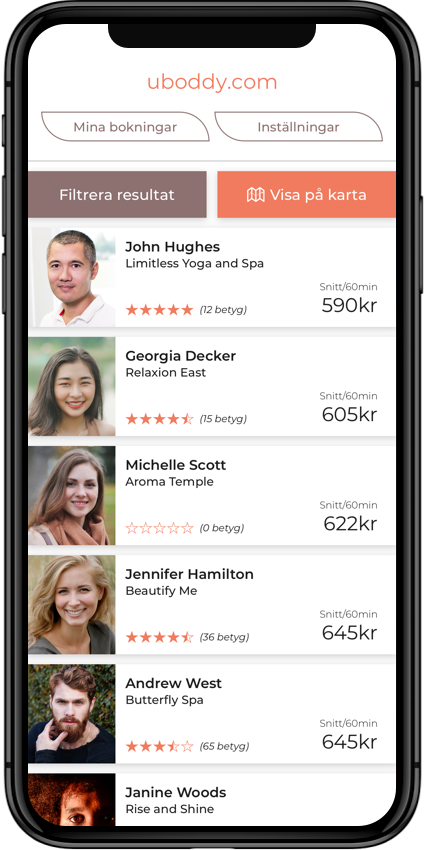 uboddy.com
Mina bokningar
Inställningar
Filtrera resultat
Visa på karta
John Hughes
Limitless Yoga and Spa
(12 betyg)
Snitt/60min
590kr
Georgia Decker
Relaxion East
(15 betyg)
Snitt/60min
605kr
Michelle Scott
Aroma Temple
(0 betyg)
Snitt/60min
622kr
Jennifer Hamilton
Beautify Me
(36 betyg)
Snitt/60min
645kr
Andrew West
Butterfly Spa
(65 betyg)
Snitt/60min
645kr
Janine Woods
Rise and Shine